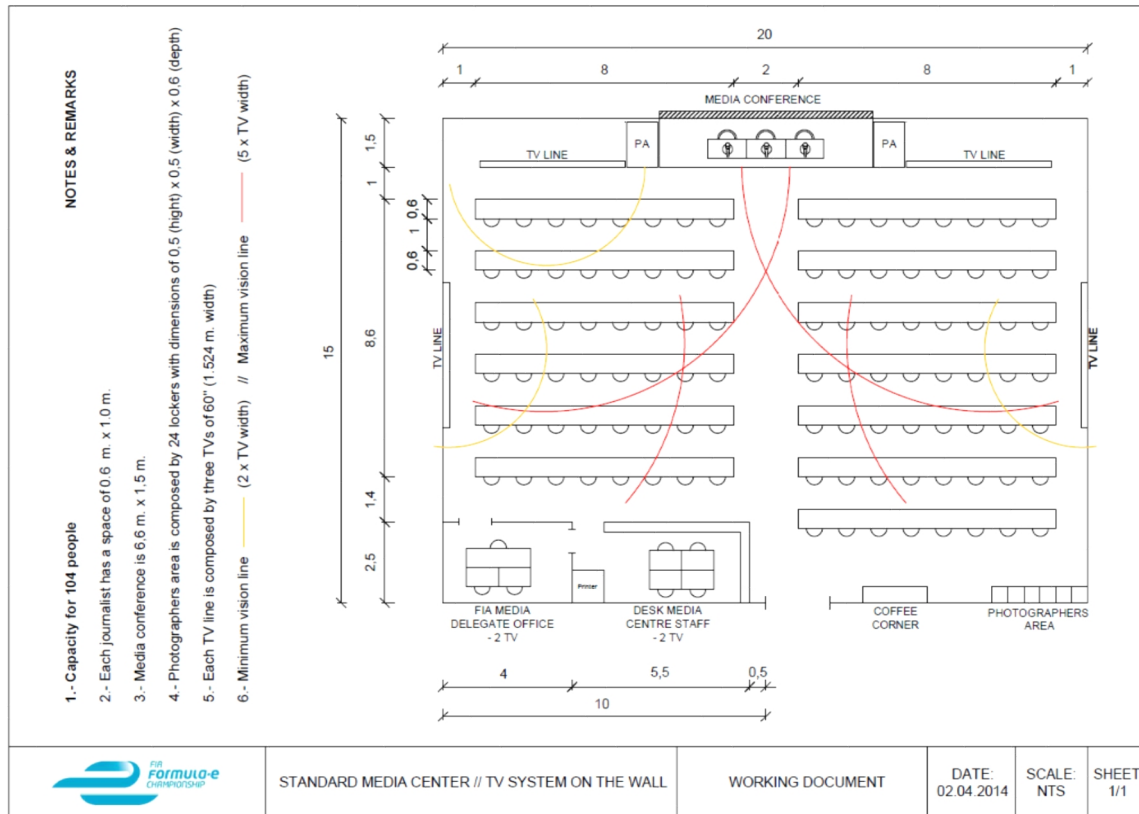 NOTES & REMARKS
1.- Capacity for 104 people
2.- Each journalist has a space of 0.6 m. x 1.0 m.
3.- Media conference is 6,6 m. x 1,5 m.
4.- Photographers area is composed by 24 lockers with dimensions of 0,5 (hight) x 0,5 (width) x 0,6 (depth)
5.- Each TV line is composed by three TVs of 60" (1.524 m. width)
6.- Minimum vision line (2 x TV width) // Maximum vision line (5 x TV width)
20
1 8 2 8 1
MEDIA CONFERENCE
PA
PA
TV LINE
TV LINE
15
1,5
1
0,6
1
0,6
8.6
1,4
2,5
TV LINE
TV LINE
Printer
FIA MEDIA
DELEGATE OFFICE
- 2 TV
DESK MEDIA
CENTRE STAFF
- 2 TV
COFFEE
CORNER
PHOTOGRAPHERS
AREA
4 5,5 0,5
10
FIA
FORMULA-e
CHAMPIONSHIP
STANDARD MEDIA CENTER // TV SYSTEM ON THE WALL
WORKING DOCUMENT
DATE:
02.04.2014
SCALE:
NTS
SHEET
1/1